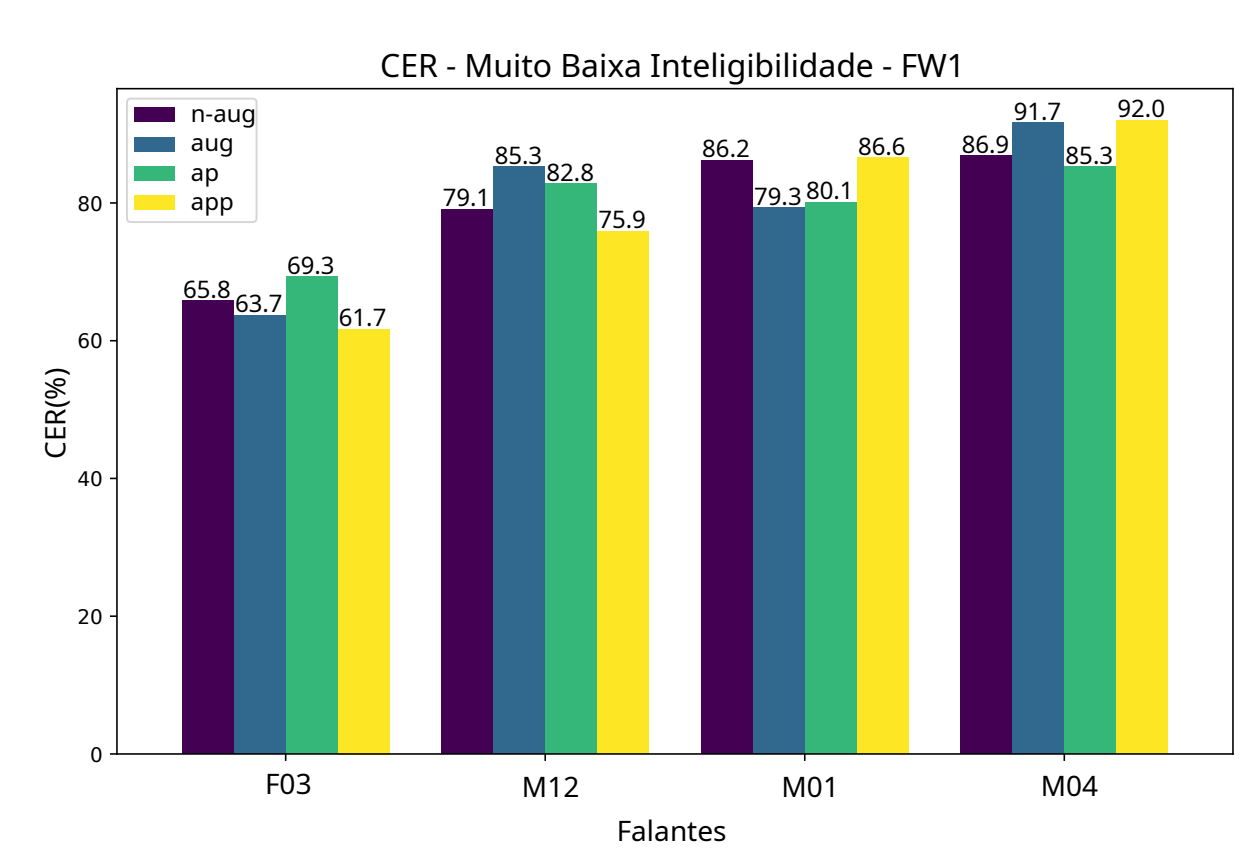 CER - Muito Baixa Inteligibilidade - FW1
n-aug
aug
ap
app
CER(%)
80
60
40
20
0
65.8
63.7
69.3
61.7
79.1
85.3
82.8
75.9
86.2
79.3
80.1
86.6
86.9
91.7
85.3
92.0
F03
M12
M01
M04
Falantes